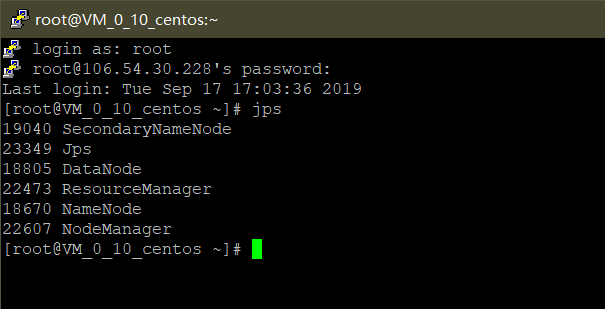 root@VM_0_10_centos:~
login as: root
root@106.54.30.228's password:
Last login: Tue Sep 17 17:03:36 2019
[root@VM_0_10_centos ~]# jps
19040 SecondaryNameNode
23349 Jps
18805 DataNode
22473 ResourceManager
18670 NameNode
22607 NodeManager
[root@VM_0_10_centos ~]#